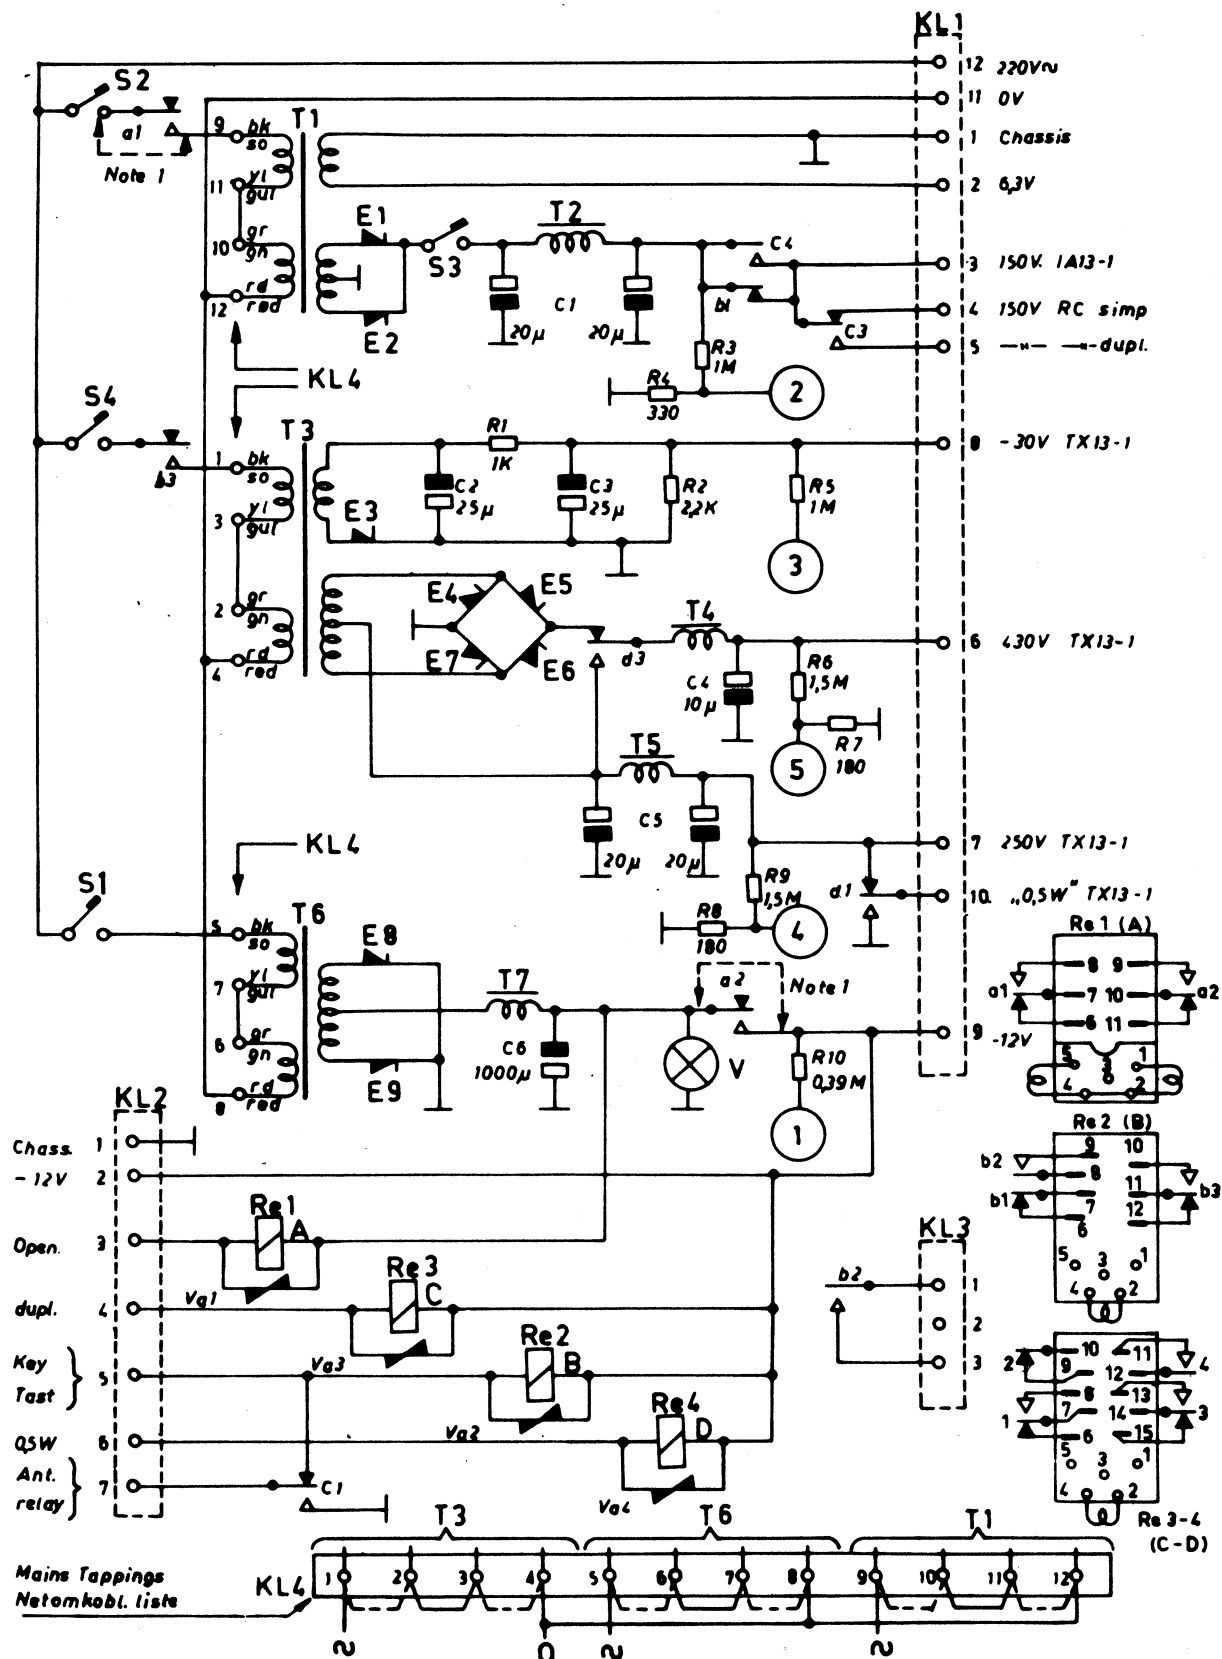 KL1
12 220V~
S2
11 0V
T1
9 bk
so
a1
1 Chassis
Note 1
11 yl
gul
2 6,3V
E1
T2
10 gr
gn
S3
C4
3 150V. IA13-1
12 rd
red
E2
20µ
C1
20µ
b1
4 150V RC simp
C3
5 —"— —"—dupl.
R3
1M
KL4
R4
330
2
S4
T3
R1
1K
8 -30V TX13-1
1 bk
so
C2
25µ
C3
25µ
R2
2,2K
R5
1M
3 yl
gul
E3
3
2 gr
gn
E4
E5
T4
6 430V TX13-1
4 rd
red
E7
E6
d3
C4
10µ
R6
1,5M
R7
180
5
T5
C5
20µ
20µ
7 250V TX13-1
KL4
R9
1,5M
d1
10. „0,5W" TX13-1
S1
5 bk
so
T6
E8
R8
180
4
Re1 (A)
8 9
a1 7 10 a2
6 11
5 3 1
4 2
7 yl
gul
T7
a2
Note 1
9 -12V
6 gr
gn
C6
1000µ
V
R10
0,39M
E9
8 rd
red
1
KL2
Chass. 1
-12V 2
Re1
A
Open. 3
Va1
Re3
C
dupl. 4
Va3
Re2
B
Key
Tast
5
Va2
Re4
D
0,5W 6
Ant.
relay
7
C1
Va4
Re2 (B)
9 10
b2 8
11
b1 7 b3
12
6
5 3 1
4 2
KL3
b2 1
2
3
10 11
2 9 12 4
8 13
7
1 14 3
6 15
5 3 1
4 2
Re3-4
(C-D)
T3 T6 T1
Mains Tappings
Netomkobl. liste
KL4 1 2 3 4 5 6 7 8 9 10 11 12
~ 0 ~ ~